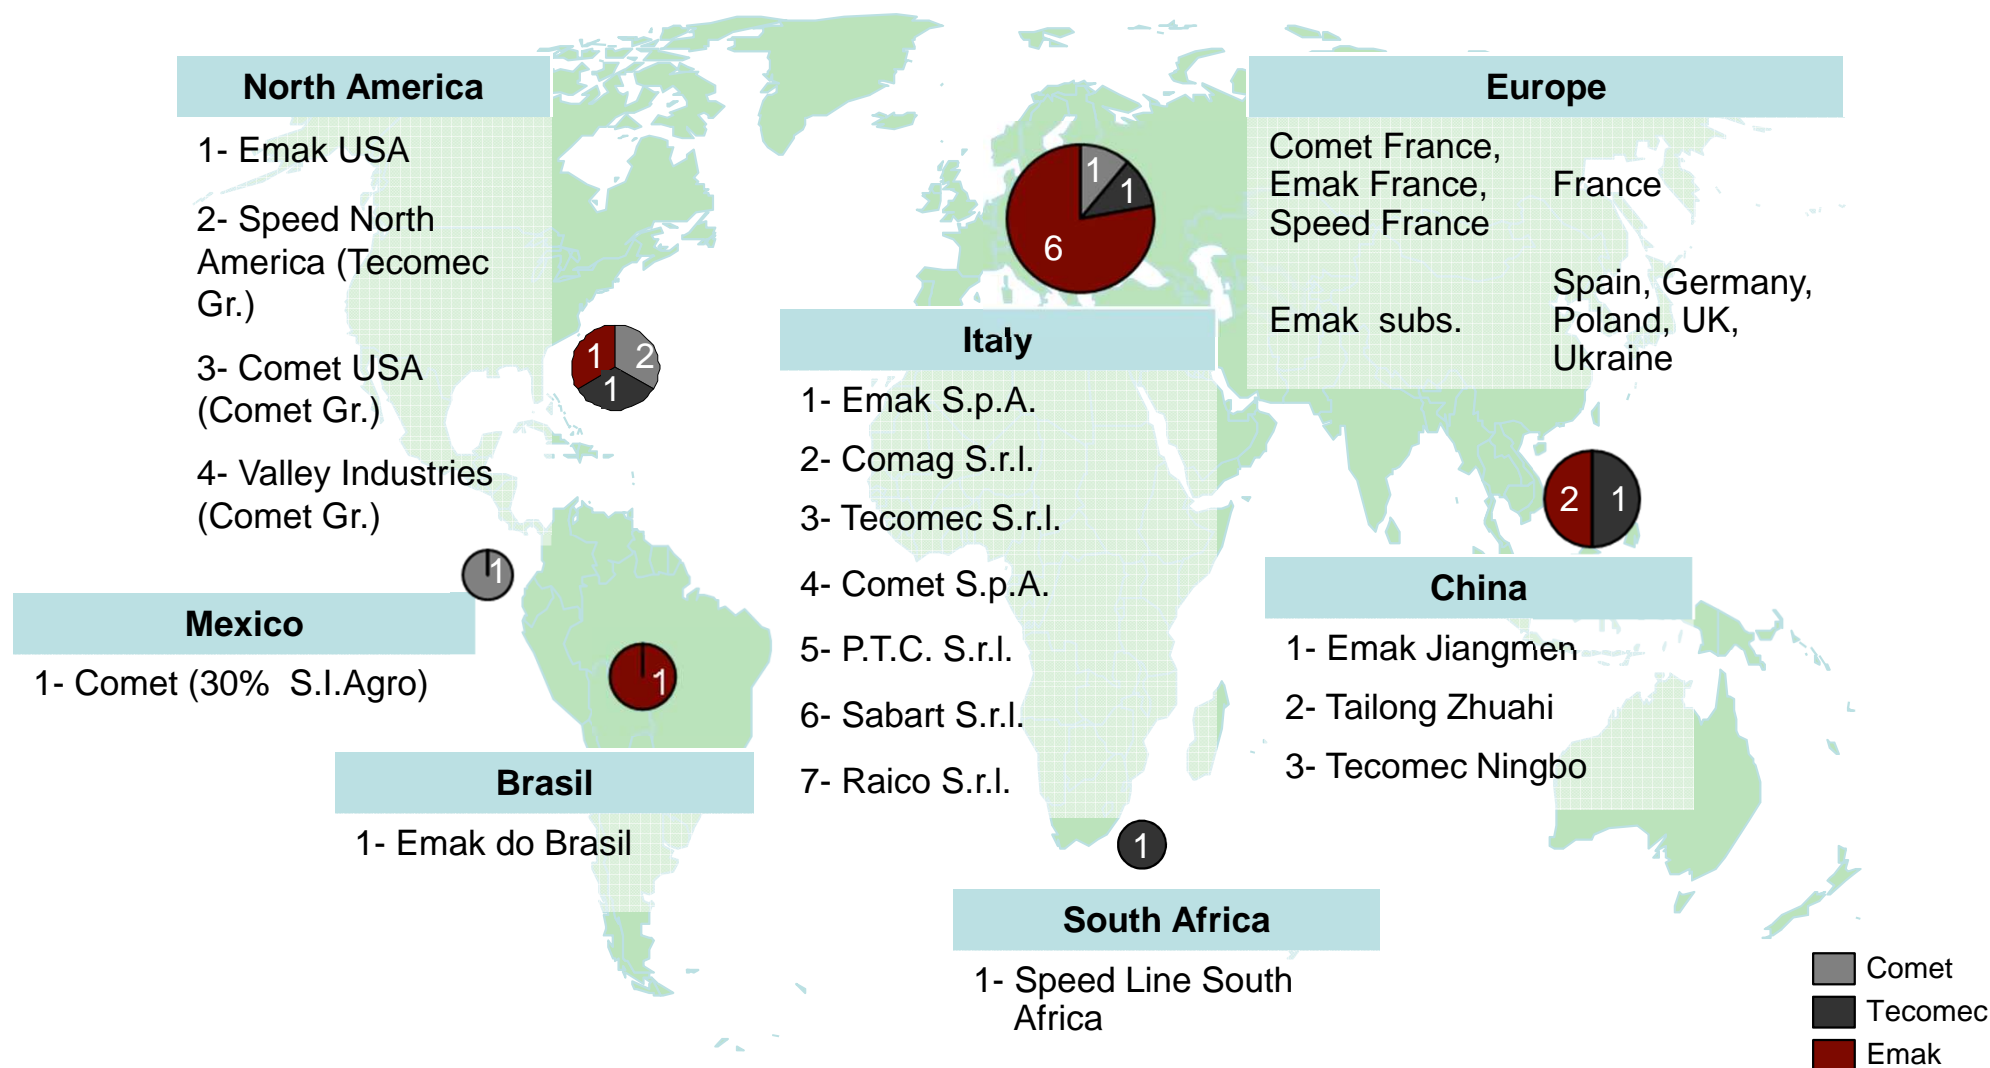 North America
1- Emak USA
2- Speed North
America (Tecomec
Gr.)
3- Comet USA
(Comet Gr.)
4- Valley Industries
(Comet Gr.)
1
2
1
Mexico
1
1- Comet (30% S.I.Agro)
Brasil
1
1- Emak do Brasil
1
1
6
Italy
1- Emak S.p.A.
2- Comag S.r.l.
3- Tecomec S.r.l.
4- Comet S.p.A.
5- P.T.C. S.r.l.
6- Sabart S.r.l.
7- Raico S.r.l.
1
South Africa
1- Speed Line South
Africa
Europe
Comet France,
Emak France, France
Speed France
Spain, Germany,
Emak subs. Poland, UK,
Ukraine
2 1
China
1- Emak Jiangmen
2- Tailong Zhuahi
3- Tecomec Ningbo
Comet
Tecomec
Emak